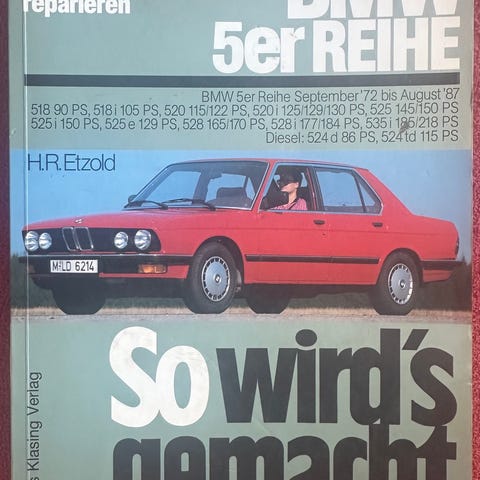 reparieren
BMW
5er REIHE
BMW 5er Reihe September '72 bis August '87
518 90 PS, 518 i 105 PS, 520 115/122 PS, 520 i 125/129/130 PS, 525 145/150 PS
525 i 150 PS, 525 e 129 PS, 528 165/170 PS, 528 i 177/184 PS, 535 i 185/218 PS
Diesel: 524 d 86 PS, 524 td 115 PS
H.R. Etzold
M-LD 6214
So wird's
gemacht
s Klasing Verlag